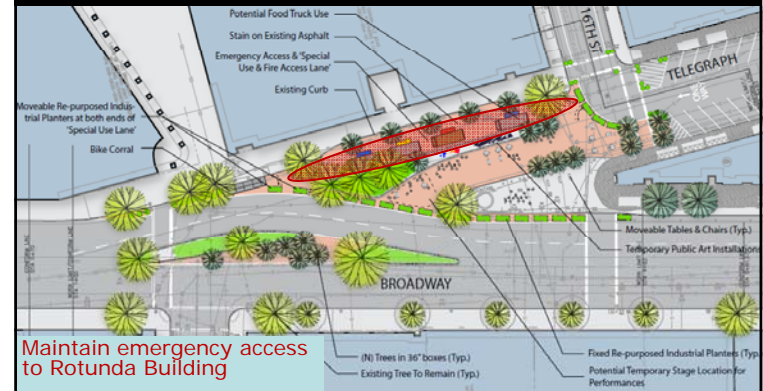 Potential Food Truck Use
Stain on Existing Asphalt
Emergency Access & 'Special
Use & Fire Access Lane'
Existing Curb
Moveable Re-purposed Indus-
trial Planters at both ends of
'Special Use Lane'
Bike Corral
16TH ST
TELEGRAPH
Moveable Tables & Chairs (Typ.)
Temporary Public Art Installations
BROADWAY
Maintain emergency access
to Rotunda Building
(N) Trees in 36" boxes (Typ.)
Existing Tree To Remain (Typ.)
Fixed Re-purposed Industrial Planters (Typ.
Potential Temporary Stage Location for
Performances